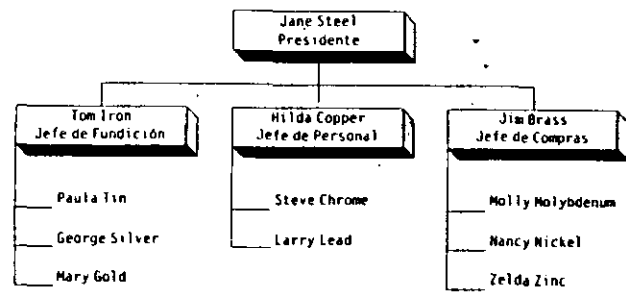 Jane Steel
Presidente
Tom Iron
Jefe de Fundición
Hilda Copper
Jefe de Personal
Jim Brass
Jefe de Compras
Paula Tin
George Silver
Mary Gold
Steve Chrome
Larry Lead
Molly Molybdenum
Nancy Nickel
Zelda Zinc